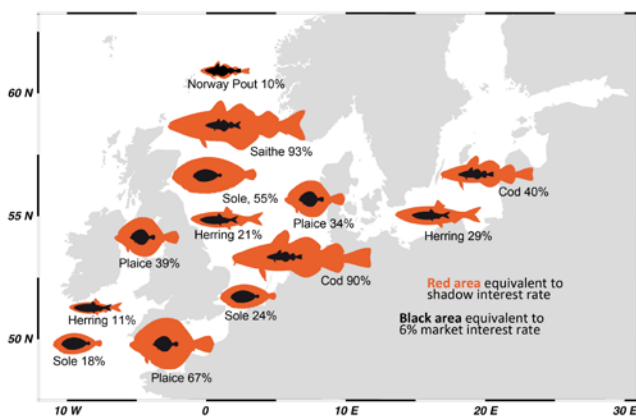 60 N
55 N
50 N
Norway Pout 10%
Saithe 93%
Sole, 55%
Cod 40%
Plaice 34%
Herring 21%
Herring 29%
Plaice 39%
Cod 90%
Red area equivalent to
shadow interest rate
Sole 24%
Herring 11%
Black area equivalent to
6% market interest rate
Sole 18%
Plaice 67%
10 W
0
10 E
20 E
30 E